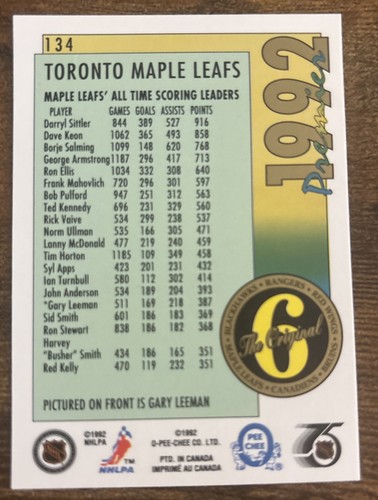 134
1992
Premier
TORONTO MAPLE LEAFS
MAPLE LEAFS' ALL TIME SCORING LEADERS
PLAYER GAMES GOALS ASSISTS POINTS
Darryl Sittler 844 389 527 916
Dave Keon 1062 365 493 858
Borje Salming 1099 148 620 768
George Armstrong 1187 296 417 713
Ron Ellis 1034 332 308 640
Frank Mahovlich 720 296 301 597
Bob Pulford 947 251 312 563
Ted Kennedy 696 231 329 560
Rick Vaive 534 299 238 537
Norm Ullman 535 166 305 471
Lanny McDonald 477 219 240 459
Tim Horton 1185 109 349 458
Syl Apps 423 201 231 432
Ian Turnbull 580 112 302 414
John Anderson 534 189 204 393
"Gary Leeman 511 169 218 387
Sid Smith 601 186 183 369
Ron Stewart 838 186 182 368
Harvey
"Busher" Smith 434 186 165 351
Red Kelly 470 119 232 351
BLACKHAWKS • RANGERS • RED WINGS
6
The Original
MAPLE LEAFS • CANADIENS • BRUINS
PICTURED ON FRONT IS GARY LEEMAN
©1992
NHLPA
NHLPA
©1992
O-PEE-CHEE CO. LTD.
PTD. IN CANADA
IMPRIMÉ AU CANADA
O
PEE
CHEE
75